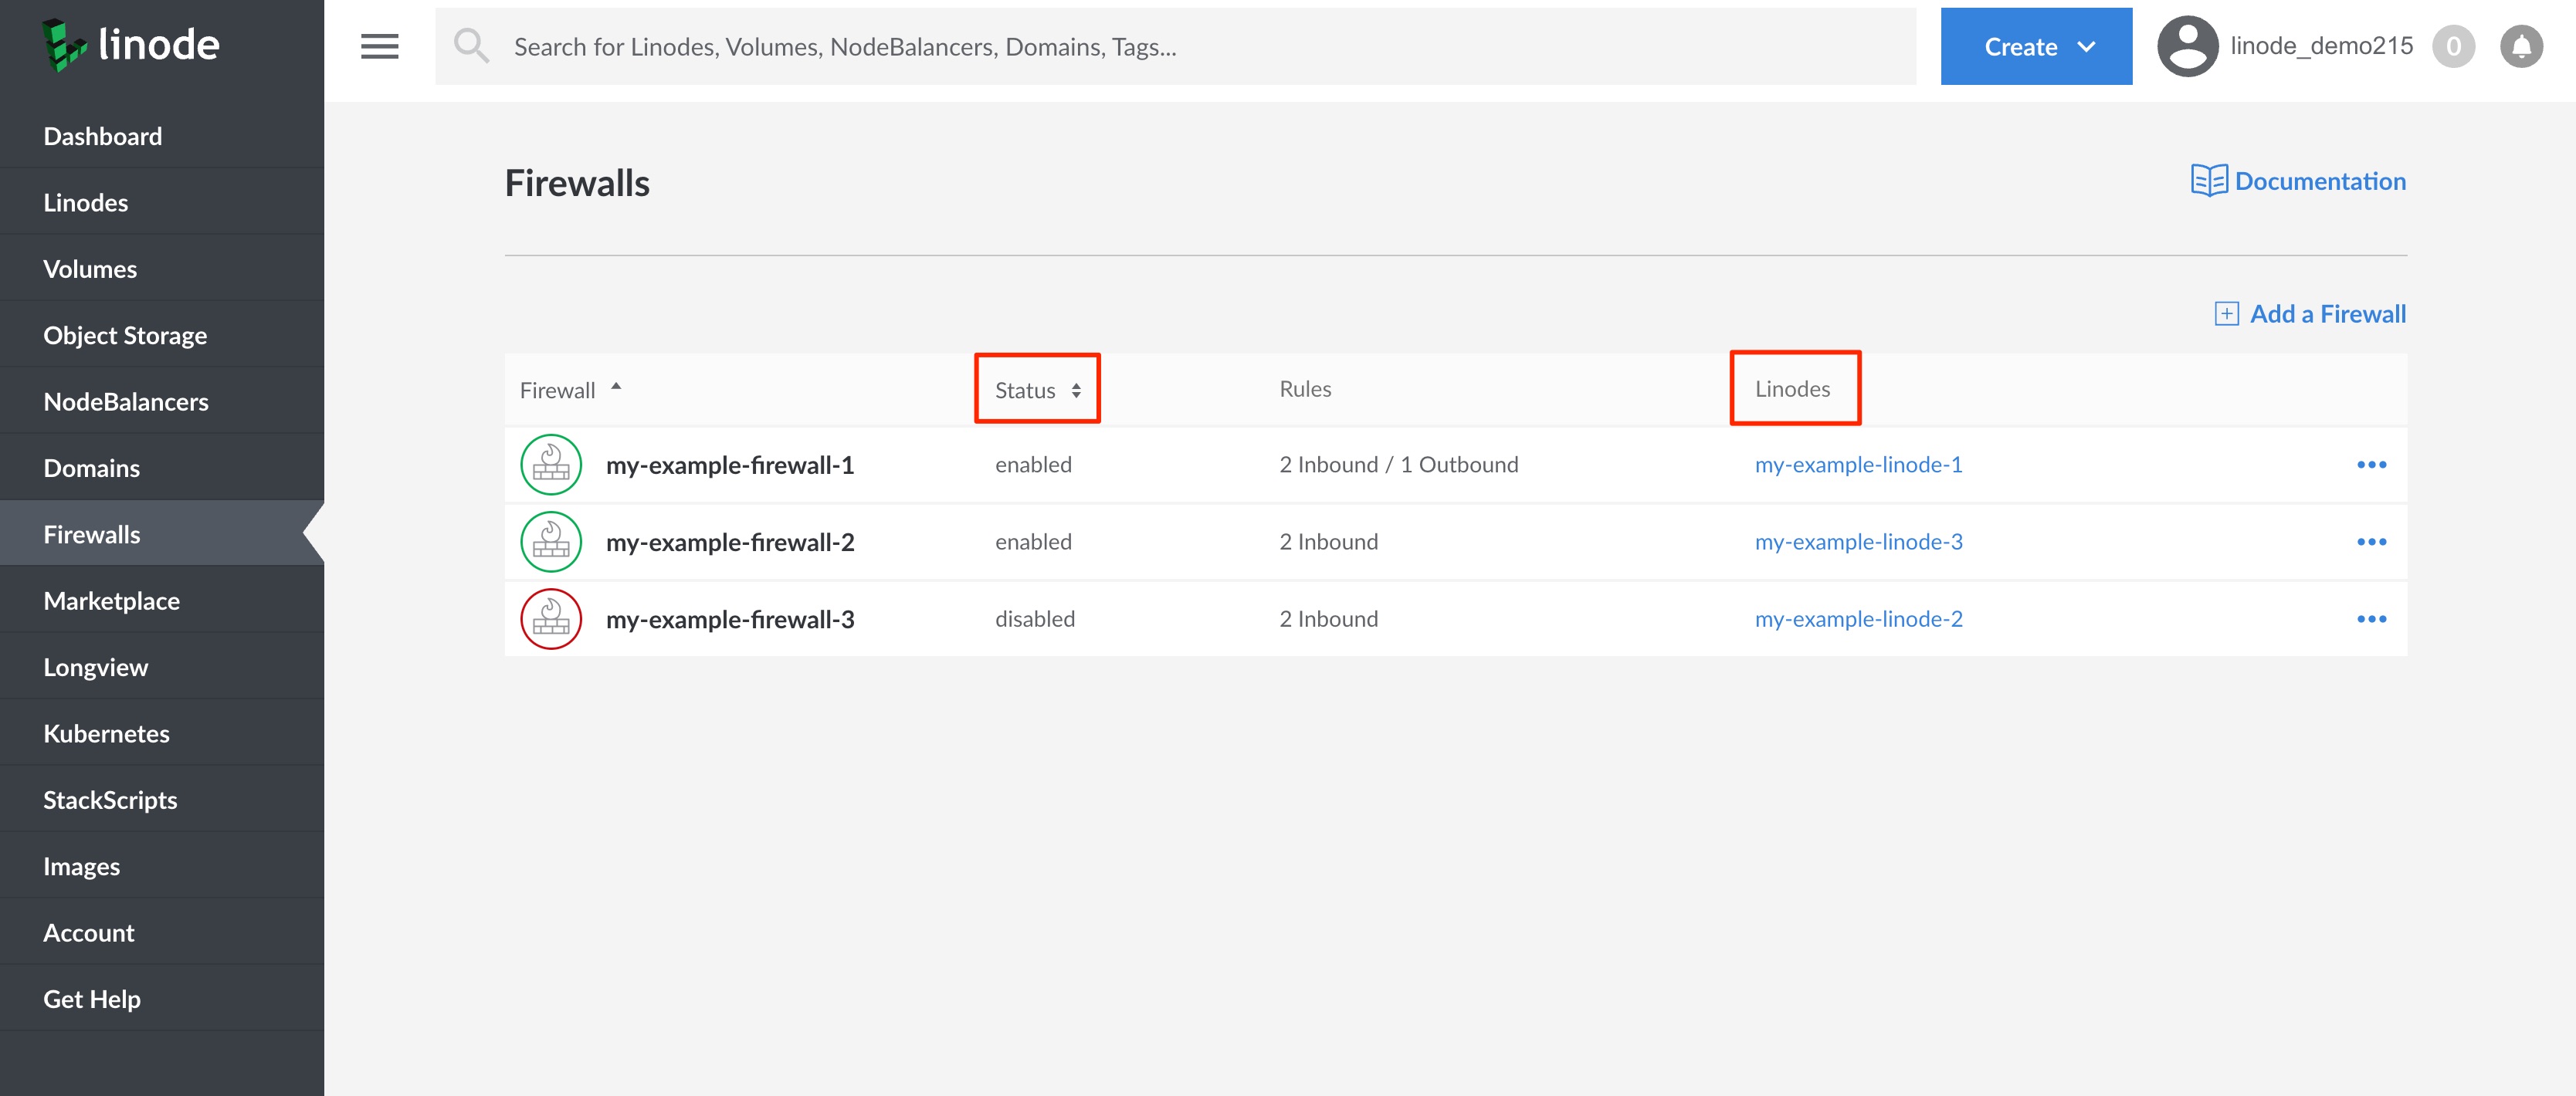 linode
Search for Linodes, Volumes, NodeBalancers, Domains, Tags...
Create
linode_demo215
0
Dashboard
Linodes
Volumes
Object Storage
NodeBalancers
Domains
Firewalls
Marketplace
Longview
Kubernetes
StackScripts
Images
Account
Get Help
Firewalls
Documentation
Add a Firewall
Firewall Status Rules Linodes
my-example-firewall-1 enabled 2 Inbound / 1 Outbound my-example-linode-1
my-example-firewall-2 enabled 2 Inbound my-example-linode-3
my-example-firewall-3 disabled 2 Inbound my-example-linode-2